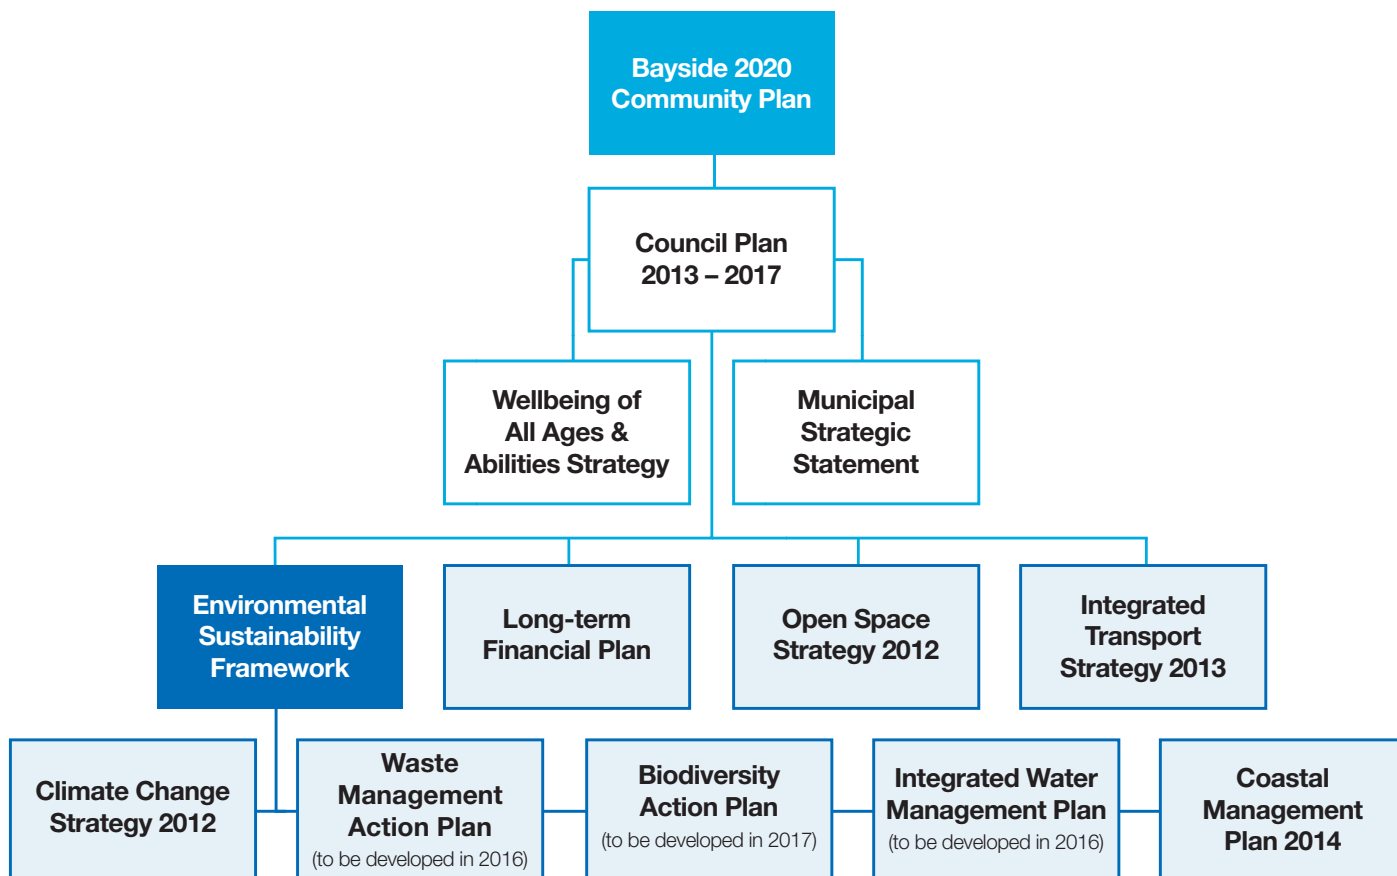 Bayside 2020
Community Plan
Council Plan
2013 – 2017
Wellbeing of
All Ages &
Abilities Strategy
Municipal
Strategic
Statement
Environmental
Sustainability
Framework
Long-term
Financial Plan
Open Space
Strategy 2012
Integrated
Transport
Strategy 2013
Climate Change
Strategy 2012
Waste
Management
Action Plan
(to be developed in 2016)
Biodiversity
Action Plan
(to be developed in 2017)
Integrated Water
Management Plan
(to be developed in 2016)
Coastal
Management
Plan 2014